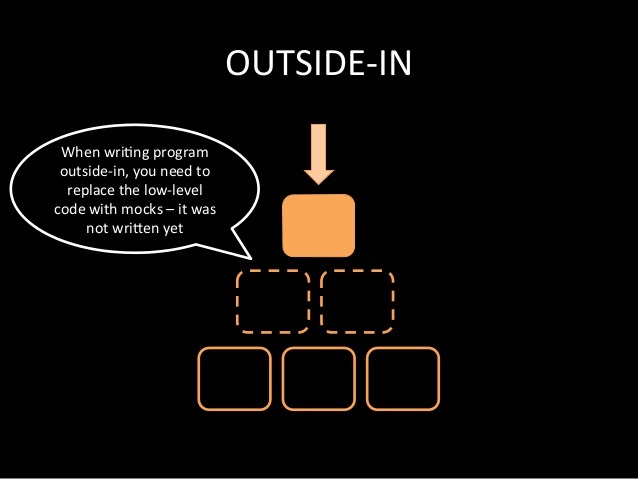 OUTSIDE-IN
When writing program
outside-in, you need to
replace the low-level
code with mocks – it was
not written yet